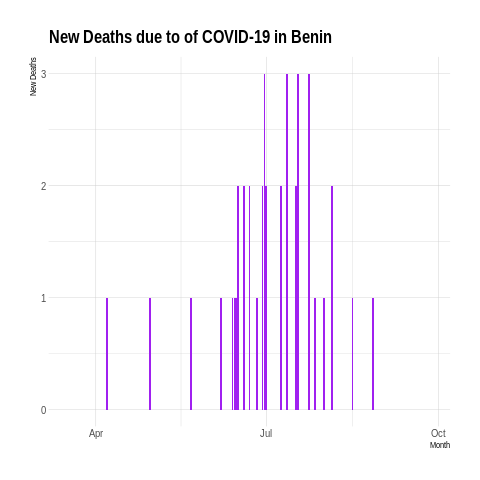 New Deaths due to of COVID-19 in Benin
New Deaths
3
2
1
0
Apr
Jul
Oct
Month